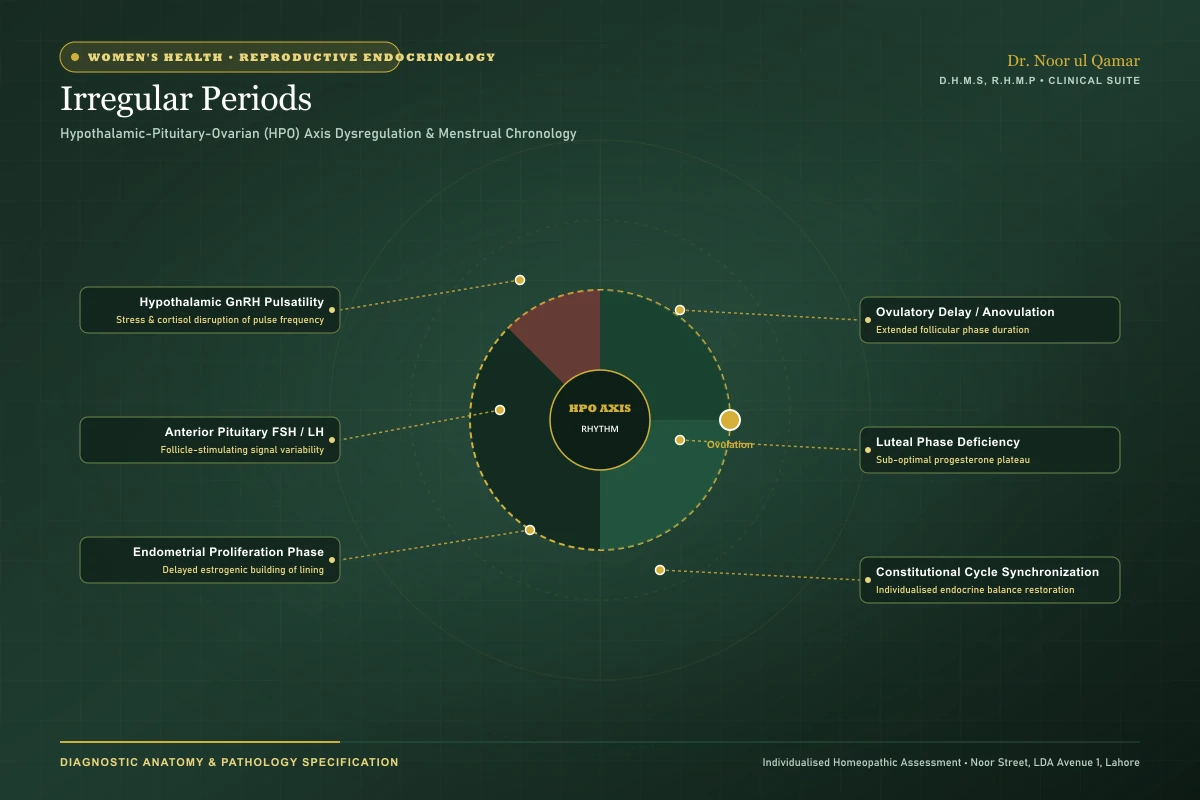 WOMEN'S HEALTH • REPRODUCTIVE ENDOCRINOLOGY
Irregular Periods
Hypothalamic-Pituitary-Ovarian (HPO) Axis Dysregulation & Menstrual Chronology
Dr. Noor ul Qamar
D.H.M.S, R.H.M.P • CLINICAL SUITE
Hypothalamic GnRH Pulsatility
Stress & cortisol disruption of pulse frequency
Anterior Pituitary FSH / LH
Follicle-stimulating signal variability
Endometrial Proliferation Phase
Delayed estrogenic building of lining
HPO AXIS
RHYTHM
Ovulation
Ovulatory Delay / Anovulation
Extended follicular phase duration
Luteal Phase Deficiency
Sub-optimal progesterone plateau
Constitutional Cycle Synchronization
Individualised endocrine balance restoration
DIAGNOSTIC ANATOMY & PATHOLOGY SPECIFICATION
Individualised Homeopathic Assessment • Noor Street, LDA Avenue 1, Lahore